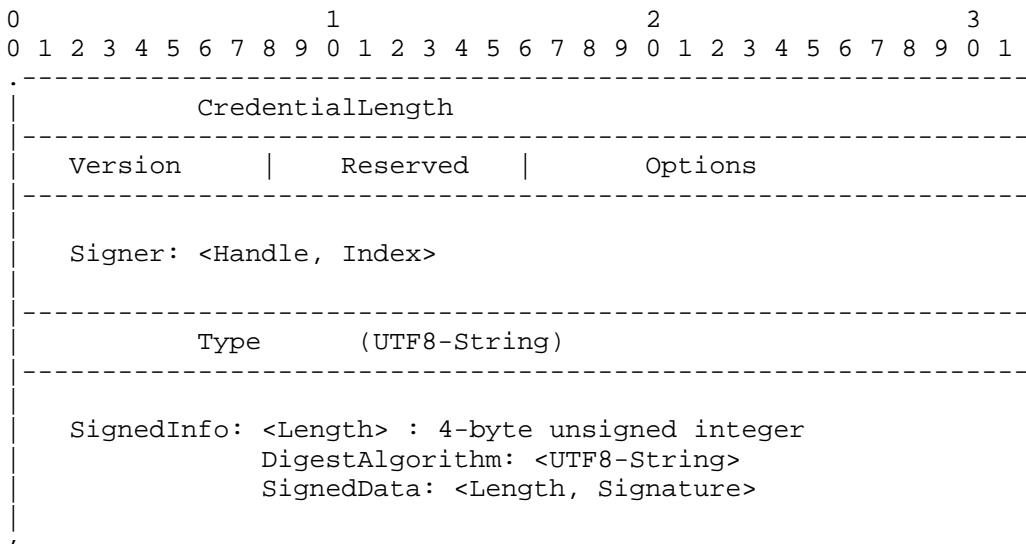 0                   1                   2                   3
0 1 2 3 4 5 6 7 8 9 0 1 2 3 4 5 6 7 8 9 0 1 2 3 4 5 6 7 8 9 0 1
.---------------------------------------------------------------
|           CredentialLength
|---------------------------------------------------------------
|   Version     |    Reserved   |       Options
|---------------------------------------------------------------
|
|   Signer: <Handle, Index>
|
|---------------------------------------------------------------
|           Type      (UTF8-String)
|---------------------------------------------------------------
|
|   SignedInfo: <Length> : 4-byte unsigned integer
|               DigestAlgorithm: <UTF8-String>
|               SignedData: <Length, Signature>
|